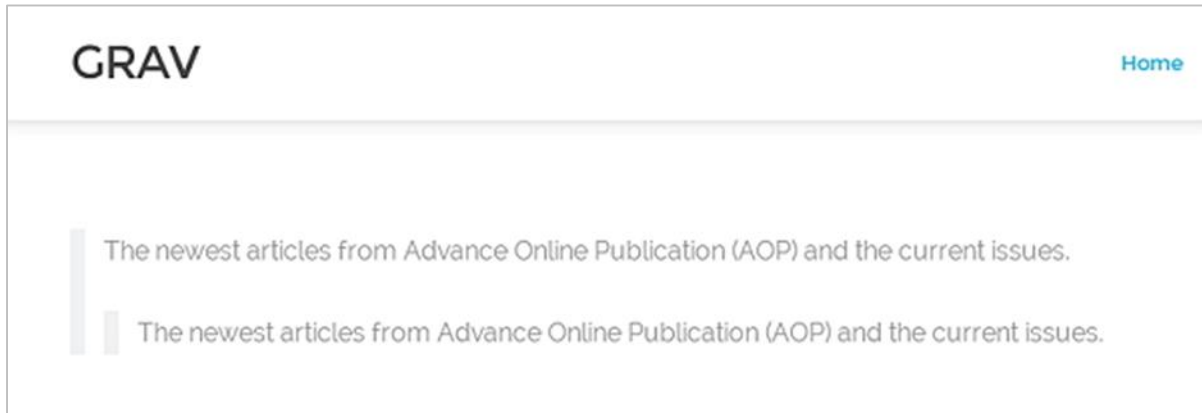 GRAV
Home
The newest articles from Advance Online Publication (AOP) and the current issues.
The newest articles from Advance Online Publication (AOP) and the current issues.